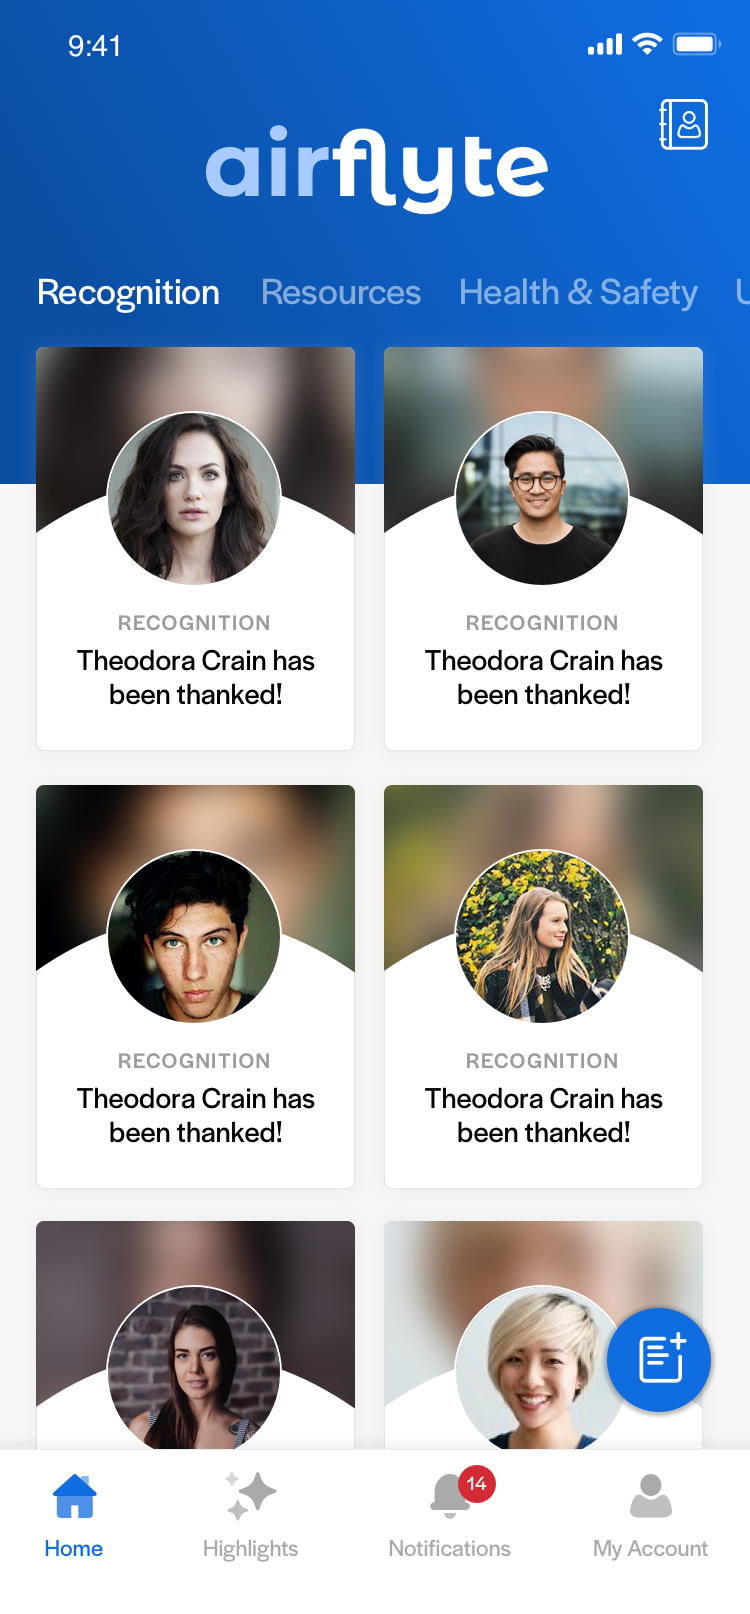 9:41
airflyte
Recognition Resources Health & Safety U
RECOGNITION
Theodora Crain has
been thanked!
RECOGNITION
Theodora Crain has
been thanked!
RECOGNITION
Theodora Crain has
been thanked!
RECOGNITION
Theodora Crain has
been thanked!
14
Home Highlights Notifications My Account